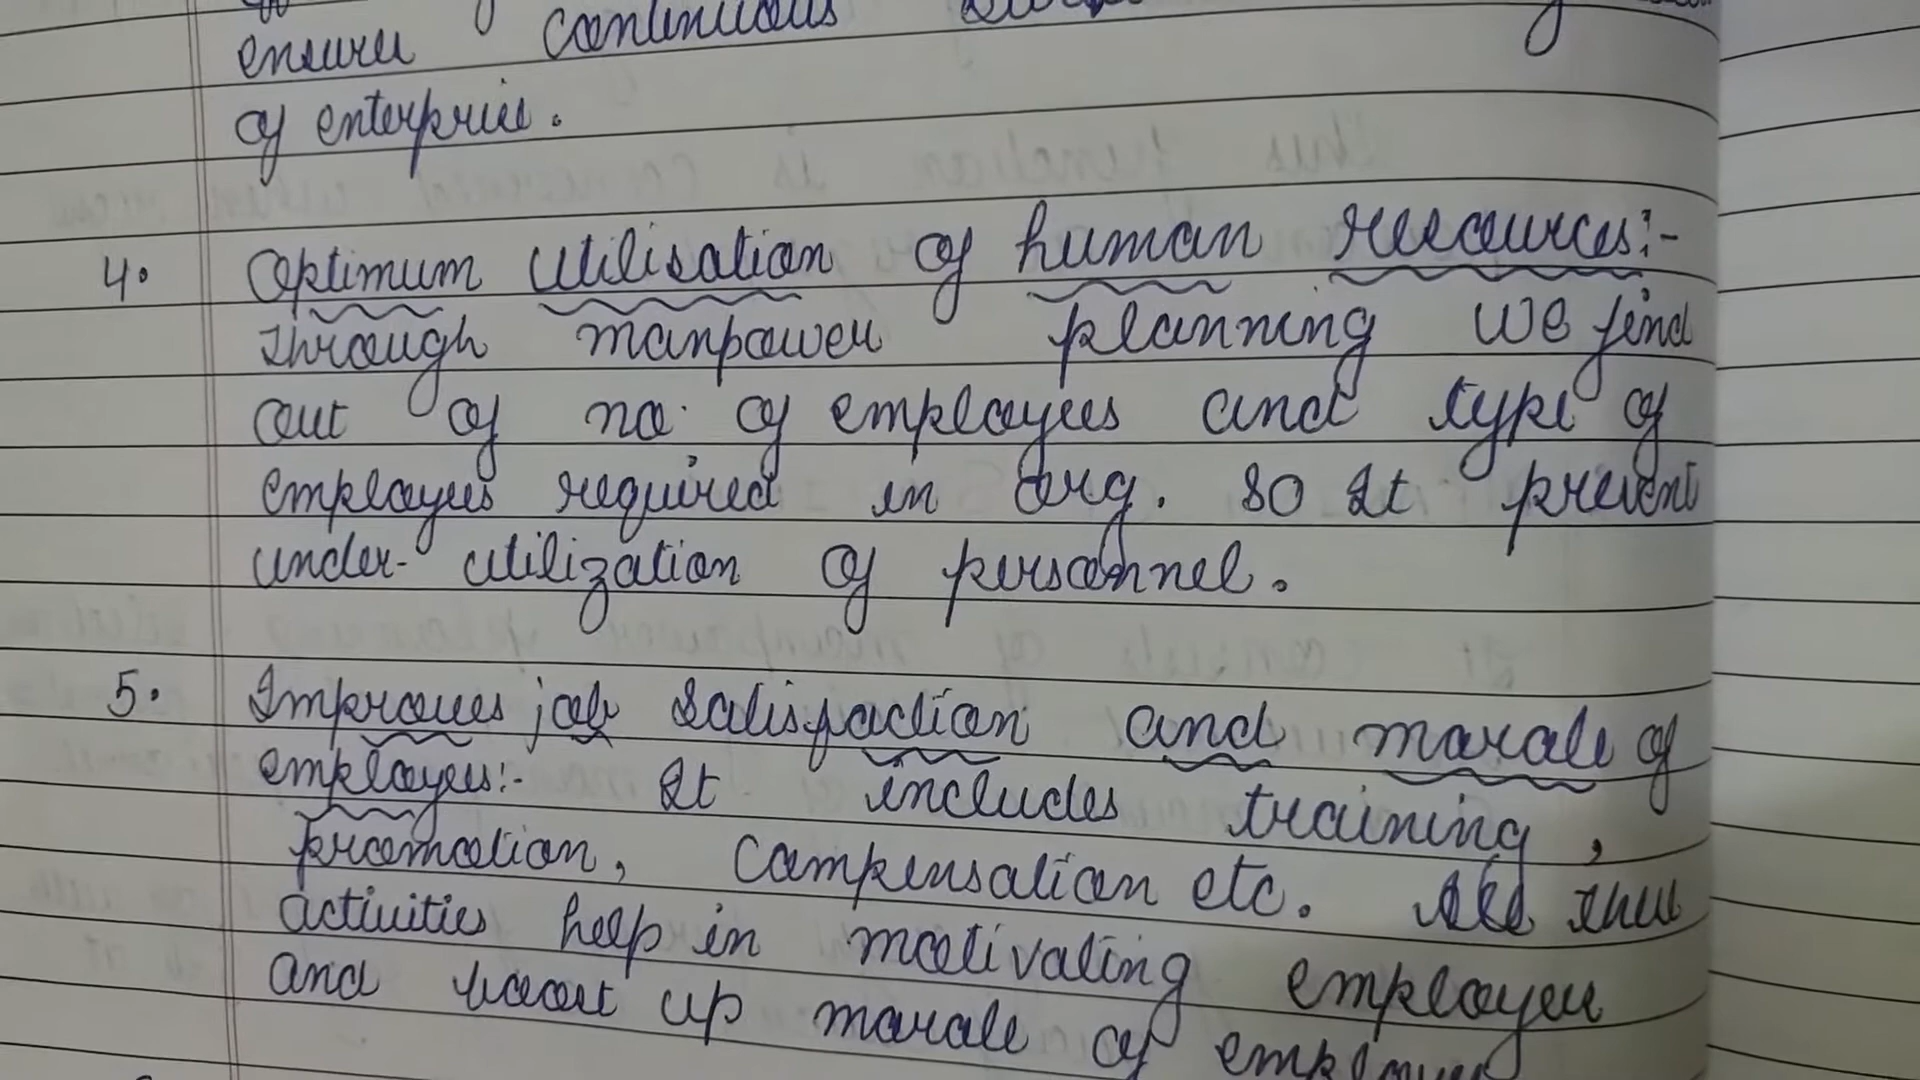 ensure continuous
of enterprise.
4. Optimum utilisation of human resources:-
Through manpower planning we find
out of no. of employees and type of
employees required in org. so It prevent
under-utilization of personnel.
5. Improves job satisfaction and morale of
employees:- It includes training,
promotion, compensation etc. All these
activities help in motivating employees
and boost up morale of